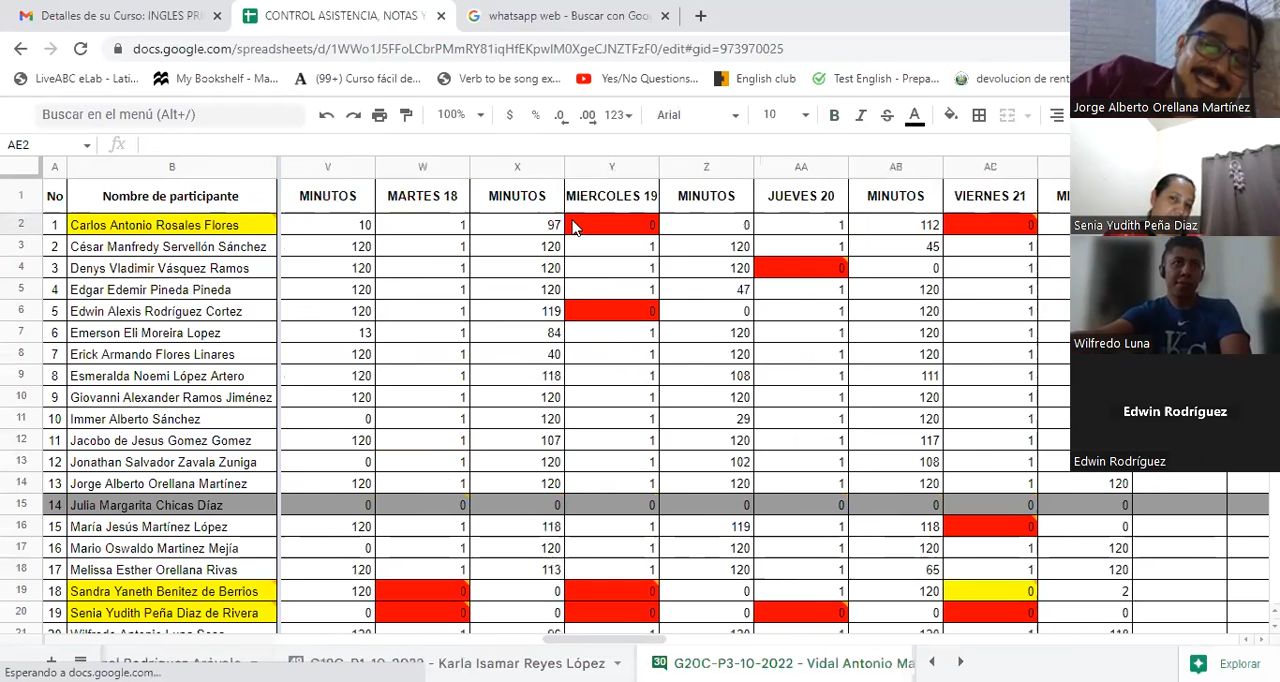 Detalles de su Curso: INGLES PRI
CONTROL ASISTENCIA, NOTAS Y
whatsapp web - Buscar con Goo
docs.google.com/spreadsheets/d/1WWo1J5FFoLCbrPMmRY81iqHfEKpwIM0XgeCJNZTFzF0/edit#gid=973970025
LiveABC eLab - Lati...
My Bookshelf - Ma...
(99+) Curso fácil de...
Verb to be song ex...
Yes/No Questions...
English club
Test English - Prepa...
devolucion de rent
Buscar en el menú (Alt+/)
100%
$ % .0 .00 123
Arial
10
B I S A
AE2
fx
A B V W X Y Z AA AB AC
1 No Nombre de participante MINUTOS MARTES 18 MINUTOS MIERCOLES 19 MINUTOS JUEVES 20 MINUTOS VIERNES 21
2 1 Carlos Antonio Rosales Flores 10 1 97 0 0 1 112 0
3 2 César Manfredy Servellón Sánchez 120 1 120 1 120 1 45 1
4 3 Denys Vladimir Vásquez Ramos 120 1 120 1 120 0 0 1
5 4 Edgar Edemir Pineda Pineda 120 1 120 1 47 1 120 1
6 5 Edwin Alexis Rodríguez Cortez 120 1 119 0 0 1 120 1
7 6 Emerson Eli Moreira Lopez 13 1 84 1 120 1 120 1
8 7 Erick Armando Flores Linares 120 1 40 1 120 1 120 1
9 8 Esmeralda Noemi López Artero 120 1 118 1 108 1 111 1
10 9 Giovanni Alexander Ramos Jiménez 120 1 120 1 120 1 120 1
11 10 Immer Alberto Sánchez 0 1 120 1 29 1 120 1
12 11 Jacobo de Jesus Gomez Gomez 120 1 107 1 120 1 117 1
13 12 Jonathan Salvador Zavala Zuniga 0 1 120 1 102 1 108 1
14 13 Jorge Alberto Orellana Martínez 120 1 120 1 120 1 120 1 120
15 14 Julia Margarita Chicas Díaz 0 0 0 0 0 0 0 0 0
16 15 María Jesús Martínez López 120 1 118 1 119 1 118 0 0
17 16 Mario Oswaldo Martinez Mejía 0 1 120 1 120 1 120 1 120
18 17 Melissa Esther Orellana Rivas 120 1 113 1 120 1 65 1 120
19 18 Sandra Yaneth Benitez de Berrios 120 0 0 0 0 1 120 0 2
20 19 Senia Yudith Peña Diaz de Rivera 0 0 0 0 0 0 0 0 0
Karla Isamar Reyes López
G20C-P3-10-2022 - Vidal Antonio Ma
30
Explorar
Esperando a docs.google.com...
Jorge Alberto Orellana Martínez
Senia Yudith Peña Diaz
Wilfredo Luna
Edwin Rodríguez
Edwin Rodríguez